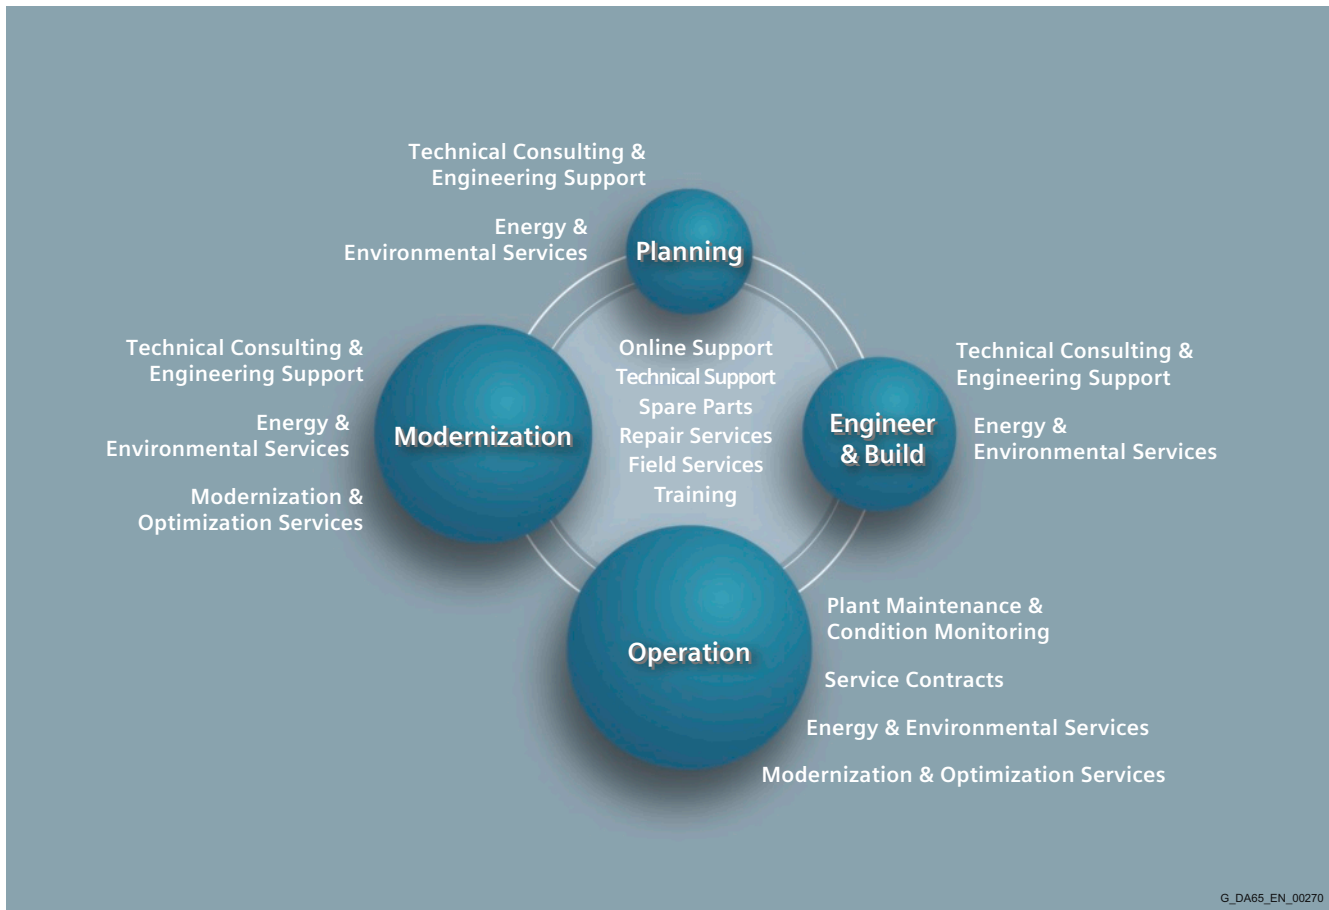 Technical Consulting &
Engineering Support
Energy &
Environmental Services
Planning
Technical Consulting &
Engineering Support
Energy &
Environmental Services
Modernization &
Optimization Services
Modernization
Online Support
Technical Support
Spare Parts
Repair Services
Field Services
Training
Engineer
& Build
Technical Consulting &
Engineering Support
Energy &
Environmental Services
Operation
Plant Maintenance &
Condition Monitoring
Service Contracts
Energy & Environmental Services
Modernization & Optimization Services
G_DA65_EN_00270